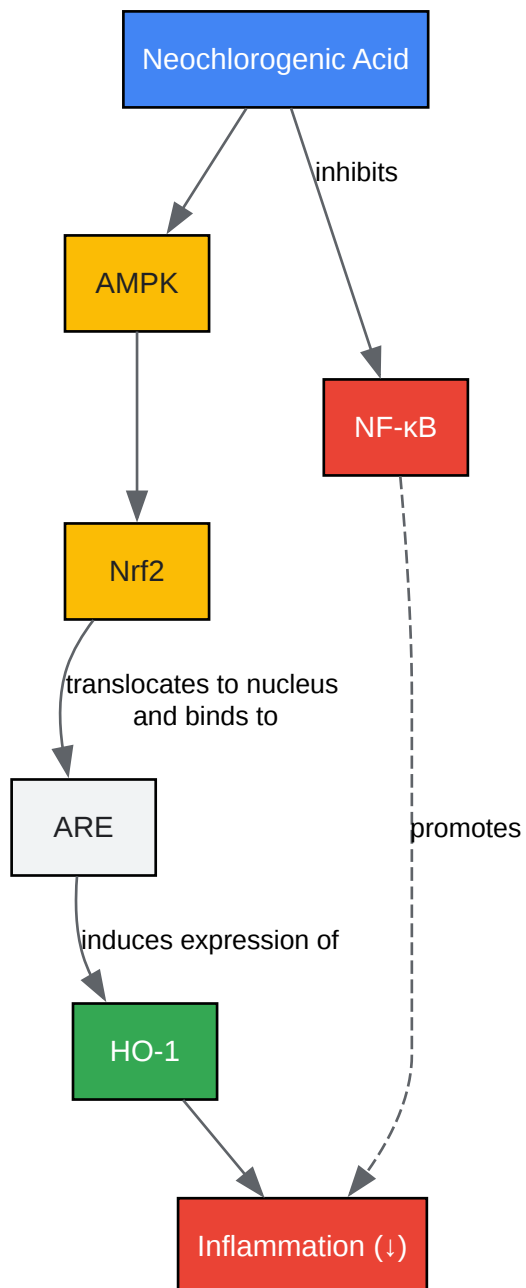 Neochlorogenic Acid
inhibits
AMPK
NF-κB
Nrf2
translocates to nucleus
and binds to
ARE
promotes
induces expression of
HO-1
Inflammation (↓)